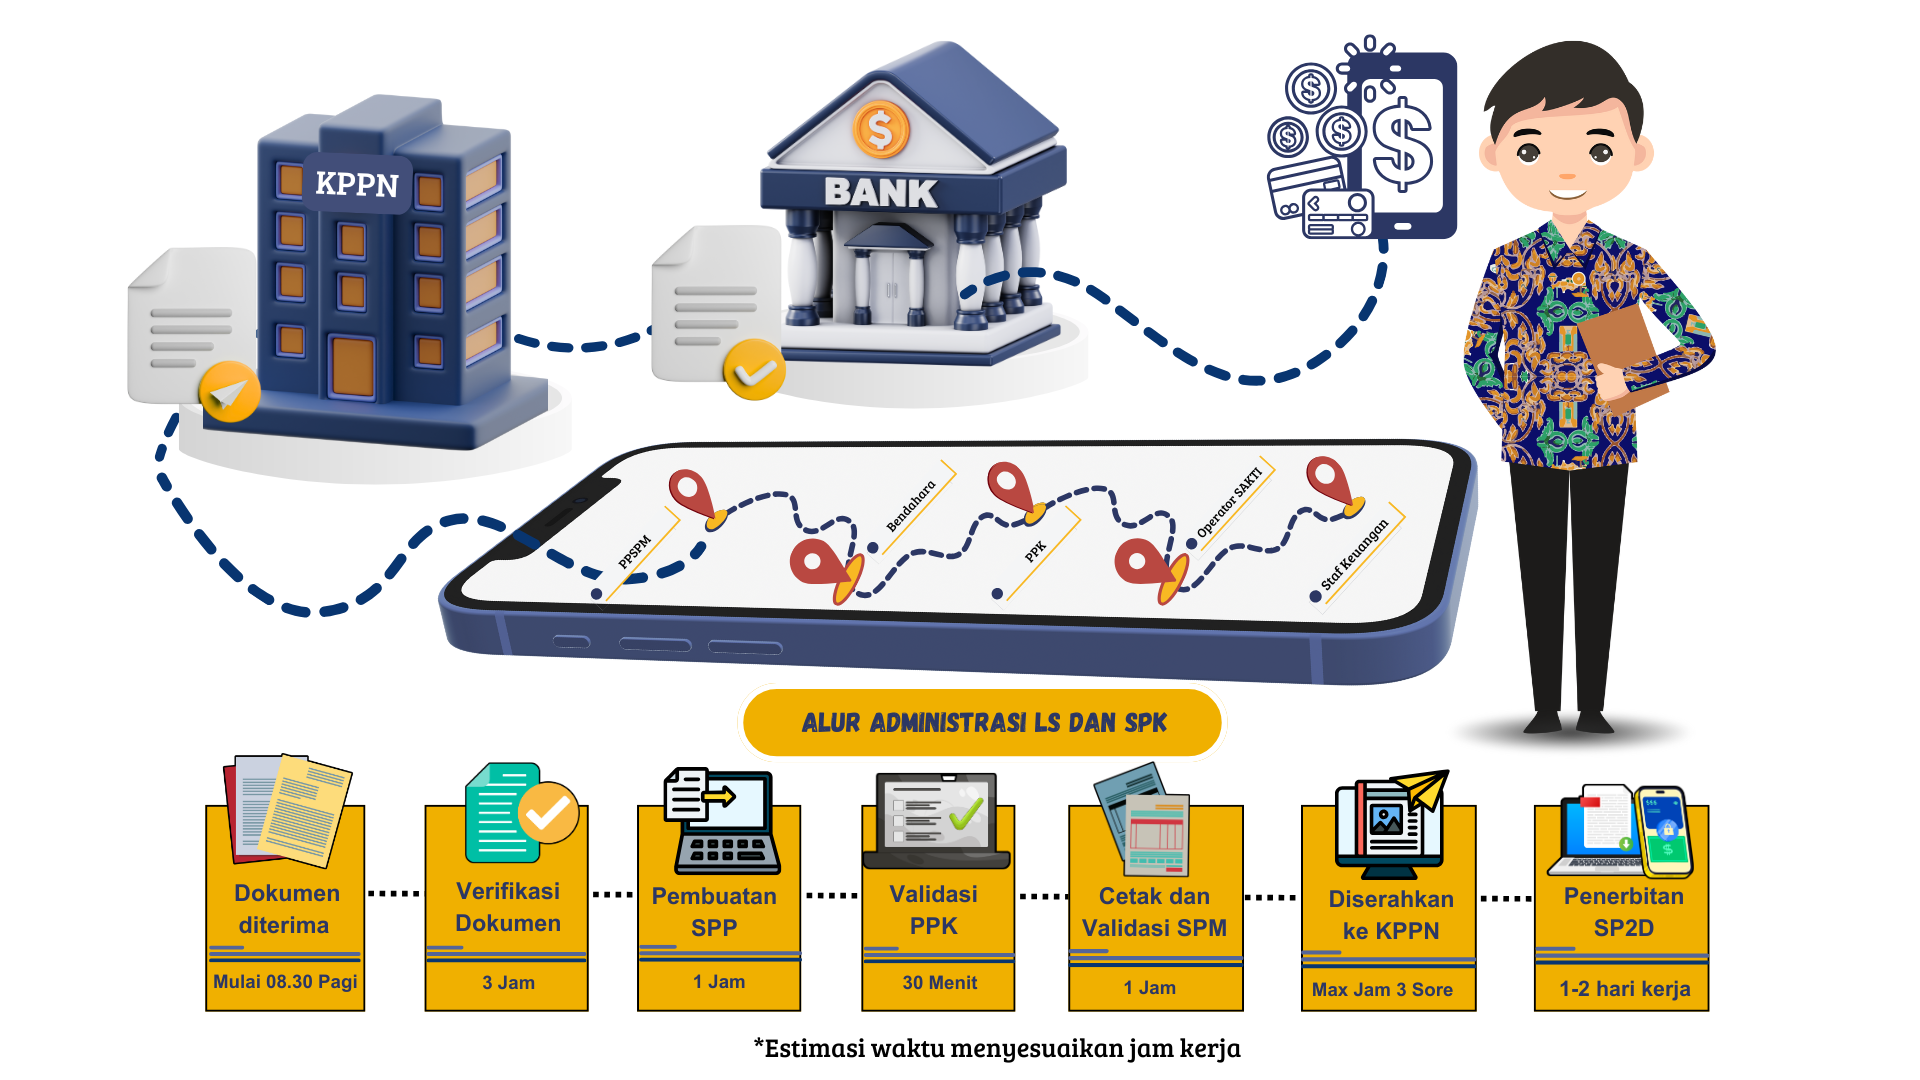 KPPN
BANK
PPSPM
Bendahara
PPK
Operator SAKTI
Staf Keuangan
ALUR ADMINISTRASI LS DAN SPK
Dokumen
diterima
Mulai 08.30 Pagi
Verifikasi
Dokumen
3 Jam
Pembuatan
SPP
1 Jam
Validasi
PPK
30 Menit
Cetak dan
Validasi SPM
1 Jam
Diserahkan
ke KPPN
Max Jam 3 Sore
Penerbitan
SP2D
1-2 hari kerja
*Estimasi waktu menyesuaikan jam kerja